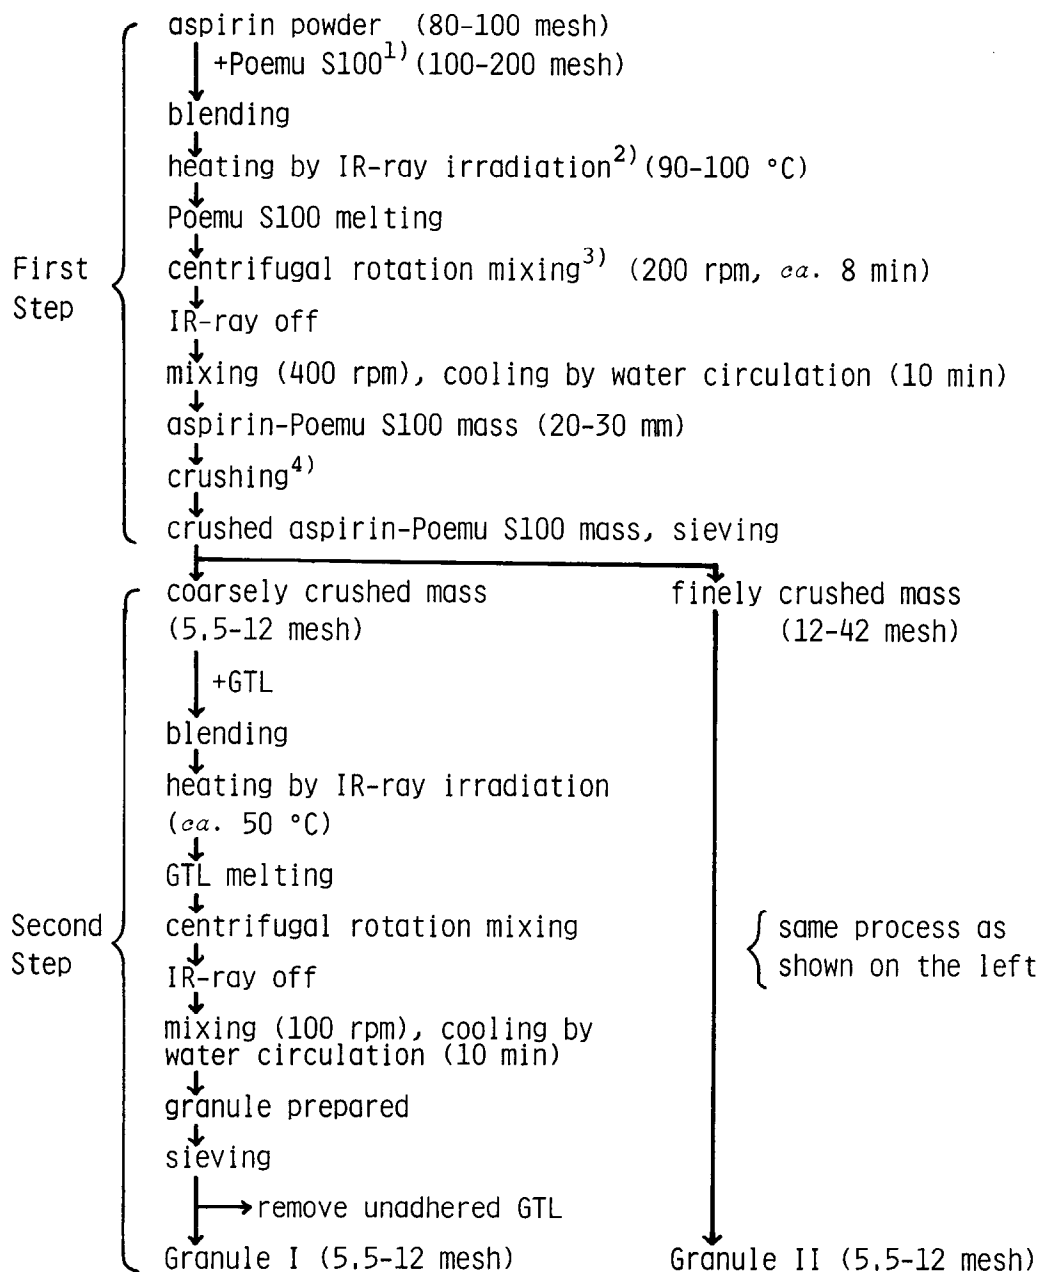 aspirin powder (80-100 mesh)
+Poemu S100¹⁾ (100-200 mesh)
blending
heating by IR-ray irradiation²⁾ (90-100 °C)
Poemu S100 melting
First
Step
centrifugal rotation mixing³⁾ (200 rpm, ca. 8 min)
IR-ray off
mixing (400 rpm), cooling by water circulation (10 min)
aspirin-Poemu S100 mass (20-30 mm)
crushing⁴⁾
crushed aspirin-Poemu S100 mass, sieving
coarsely crushed mass
(5.5-12 mesh)
finely crushed mass
(12-42 mesh)
+GTL
blending
heating by IR-ray irradiation
(ca. 50 °C)
GTL melting
Second
Step
centrifugal rotation mixing
IR-ray off
mixing (100 rpm), cooling by
water circulation (10 min)
same process as
shown on the left
granule prepared
sieving
remove unadhered GTL
Granule I (5.5-12 mesh)
Granule II (5.5-12 mesh)